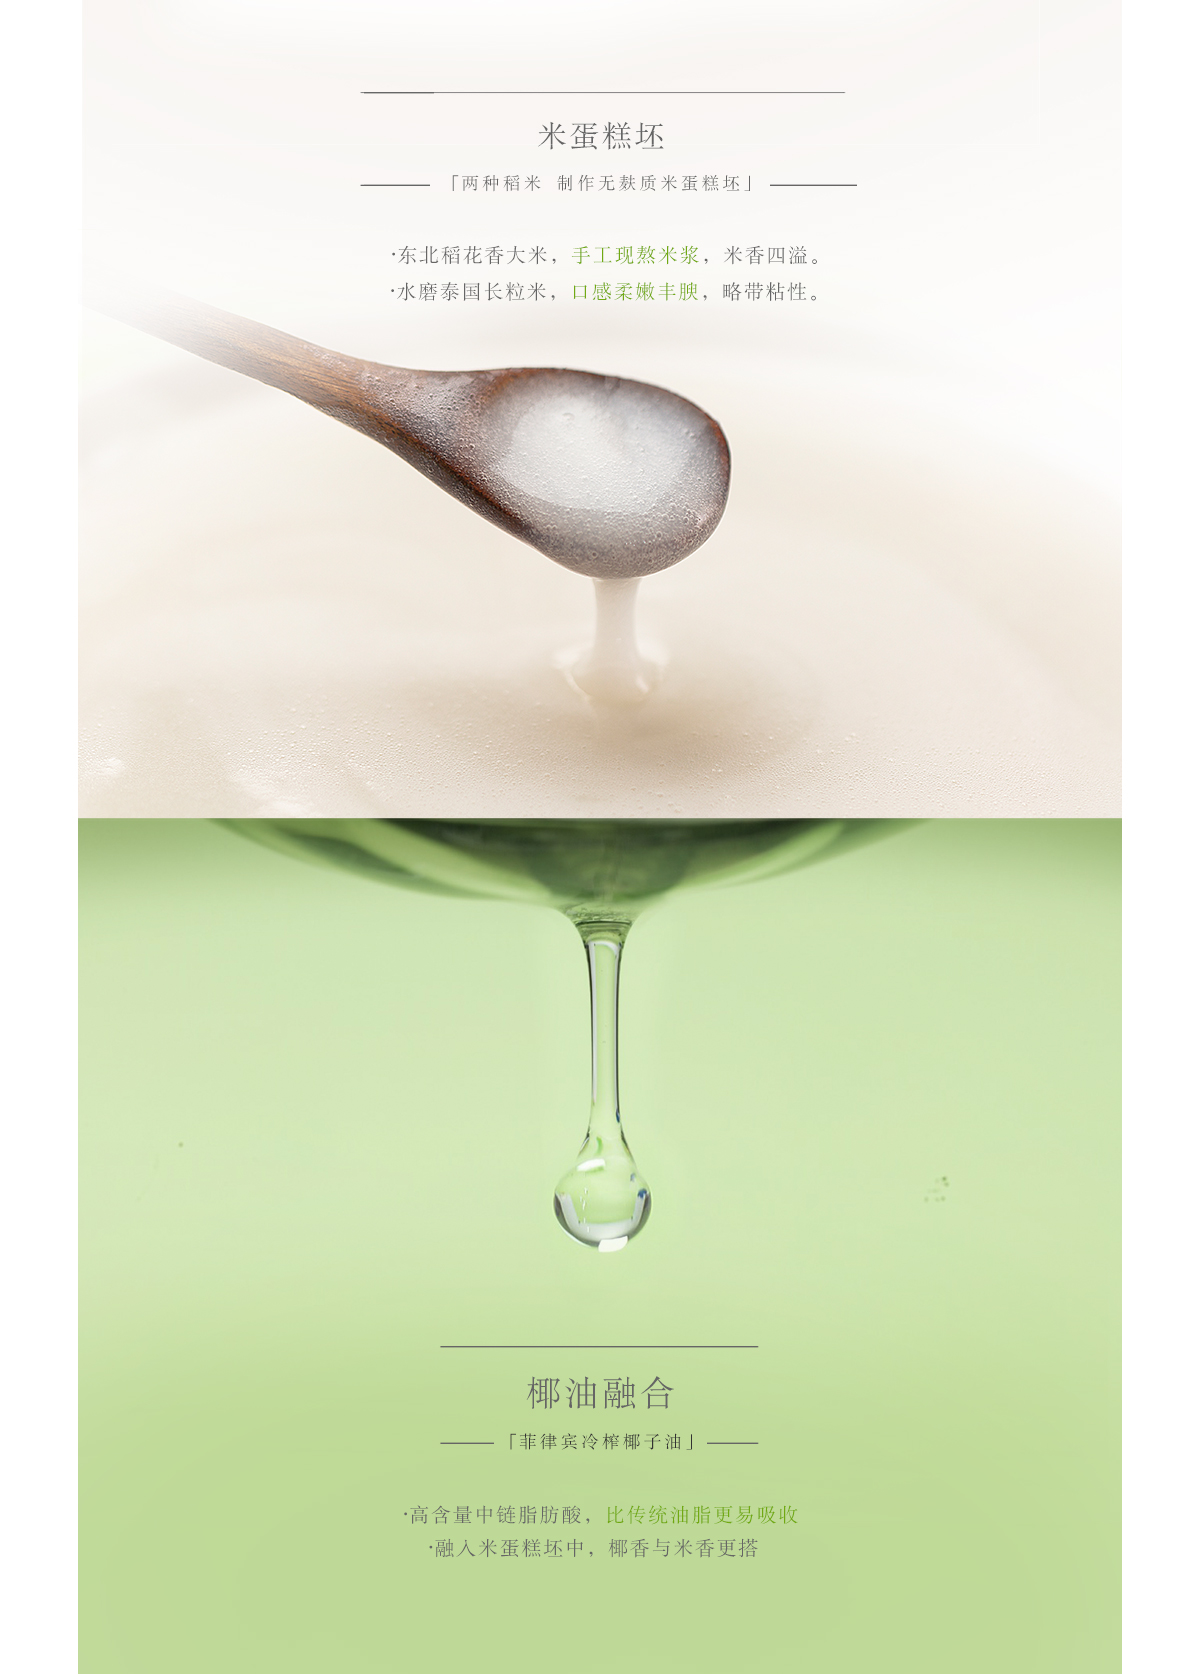 米蛋糕坯
「两种稻米 制作无麸质米蛋糕坯」
·东北稻花香大米，手工现熬米浆，米香四溢。
·水磨泰国长粒米，口感柔嫩丰腴，略带粘性。
椰油融合
「菲律宾冷榨椰子油」
·高含量中链脂肪酸，比传统油脂更易吸收
·融入米蛋糕坯中，椰香与米香更搭